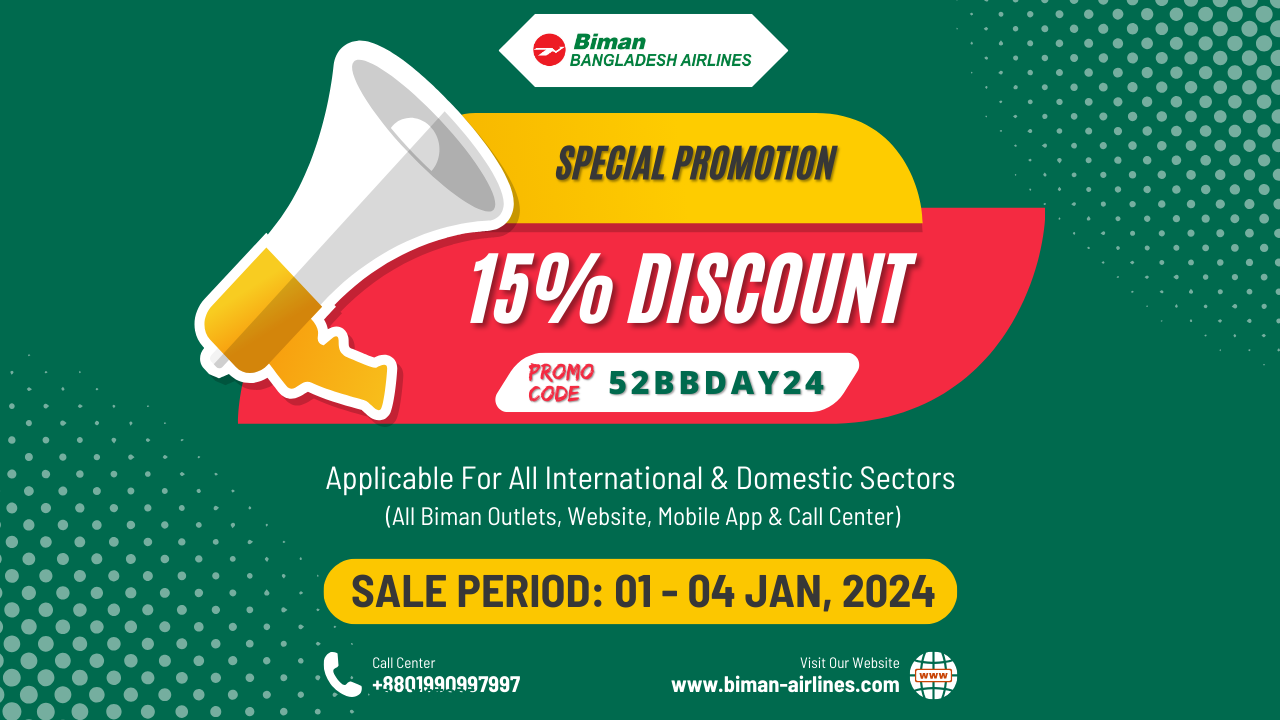 Biman
BANGLADESH AIRLINES
SPECIAL PROMOTION
15% DISCOUNT
PROMO
CODE
52BBDAY24
Applicable For All International & Domestic Sectors
(All Biman Outlets, Website, Mobile App & Call Center)
SALE PERIOD: 01 - 04 JAN, 2024
Call Center
+8801990997997
Visit Our Website
www.biman-airlines.com
www